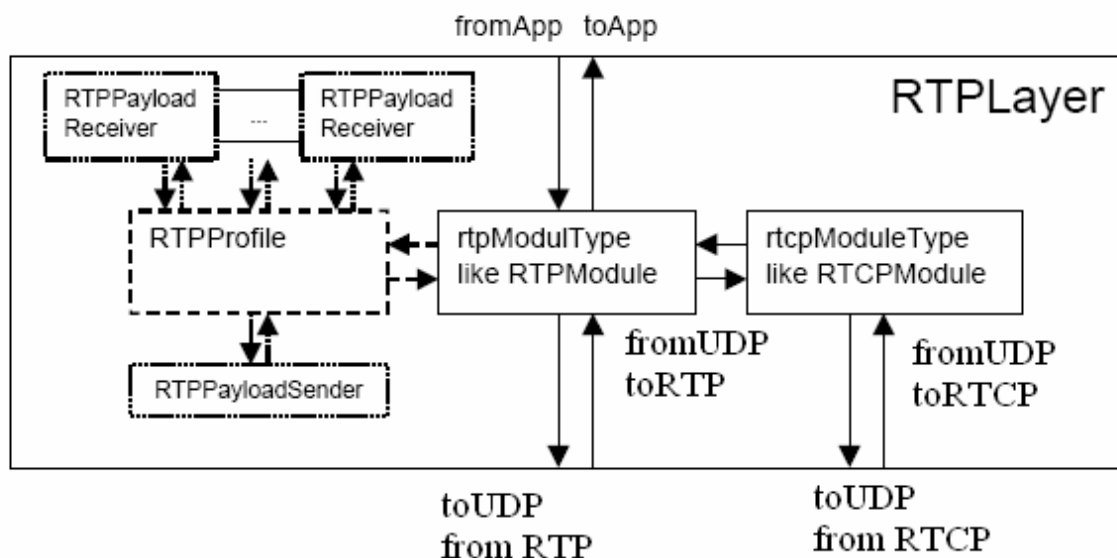 fromApp toApp
RTPLayer
RTPPayload
Receiver
...
RTPPayload
Receiver
RTPProfile
rtpModulType
like RTPModule
rtcpModuleType
like RTCPModule
fromUDP
toRTP
fromUDP
toRTCP
RTPPayloadSender
toUDP
from RTP
toUDP
from RTCP